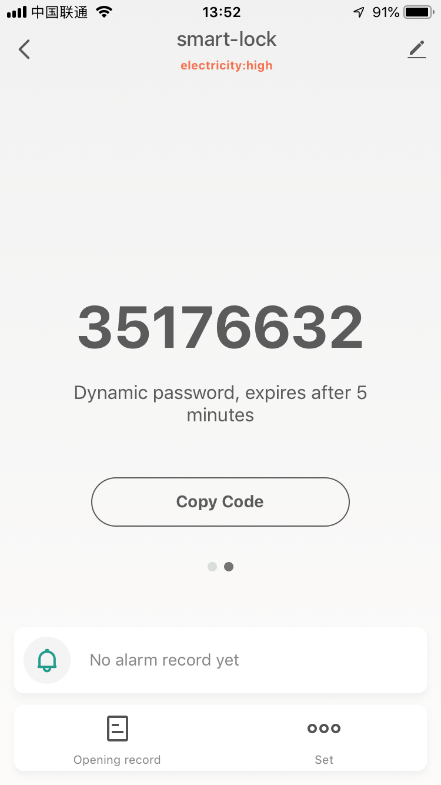 中国联通 13:52 91%
smart-lock
electricity:high
35176632
Dynamic password, expires after 5
minutes
Copy Code
No alarm record yet
Opening record Set